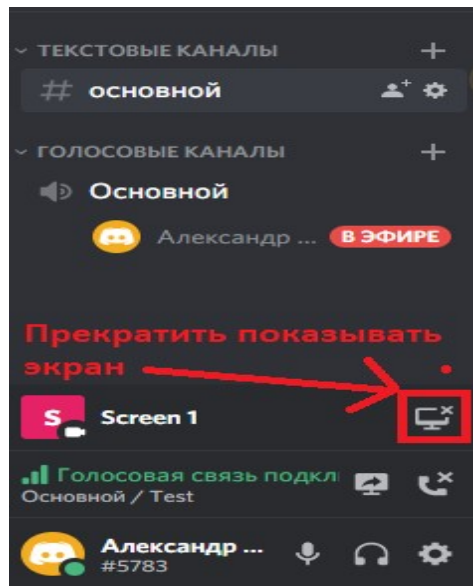 ТЕКСТОВЫЕ КАНАЛЫ
# основной
ГОЛОСОВЫЕ КАНАЛЫ
Основной
Александр ... В ЭФИРЕ
Прекратить показывать
экран
S Screen 1
Голосовая связь подкл
Основной / Test
Александр ...
#5783